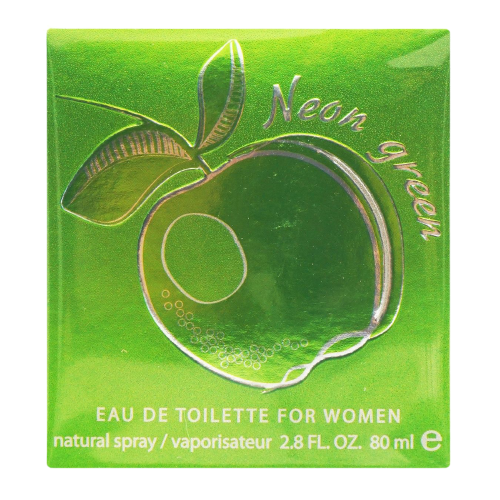 Neon green
EAU DE TOILETTE FOR WOMEN
natural spray / vaporisateur 2.8 FL. OZ. 80 ml ℮